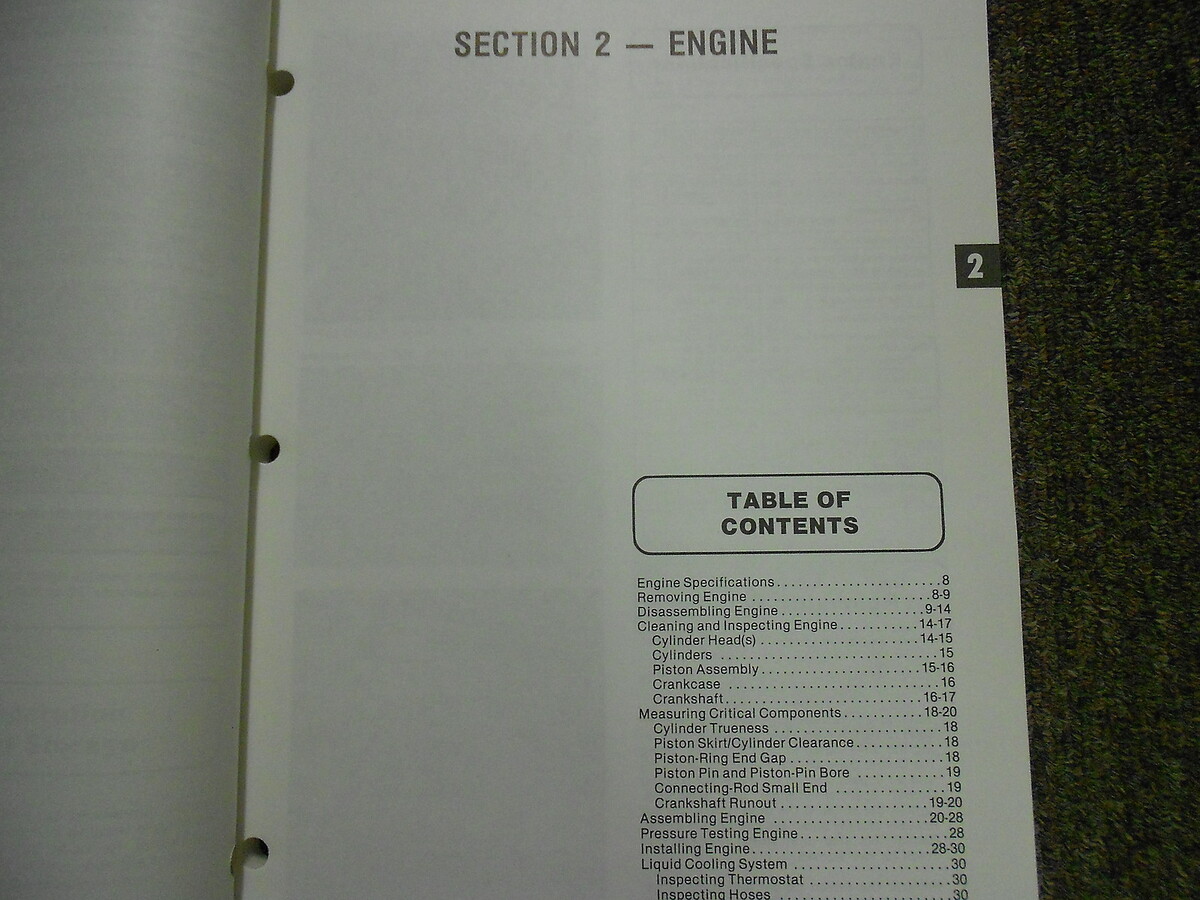 SECTION 2 — ENGINE
2
TABLE OF
CONTENTS
Engine Specifications.......................8
Removing Engine .........................8-9
Disassembling Engine....................9-14
Cleaning and Inspecting Engine...........14-17
Cylinder Head(s) ......................14-15
Cylinders ...............................15
Piston Assembly......................15-16
Crankcase ..............................16
Crankshaft............................16-17
Measuring Critical Components...........18-20
Cylinder Trueness ........................18
Piston Skirt/Cylinder Clearance............18
Piston-Ring End Gap ......................18
Piston Pin and Piston-Pin Bore ............19
Connecting-Rod Small End ...............19
Crankshaft Runout.....................19-20
Assembling Engine ......................20-28
Pressure Testing Engine.....................28
Installing Engine.........................28-30
Liquid Cooling System ......................30
Inspecting Thermostat ....................30
Inspecting Hoses ........................30